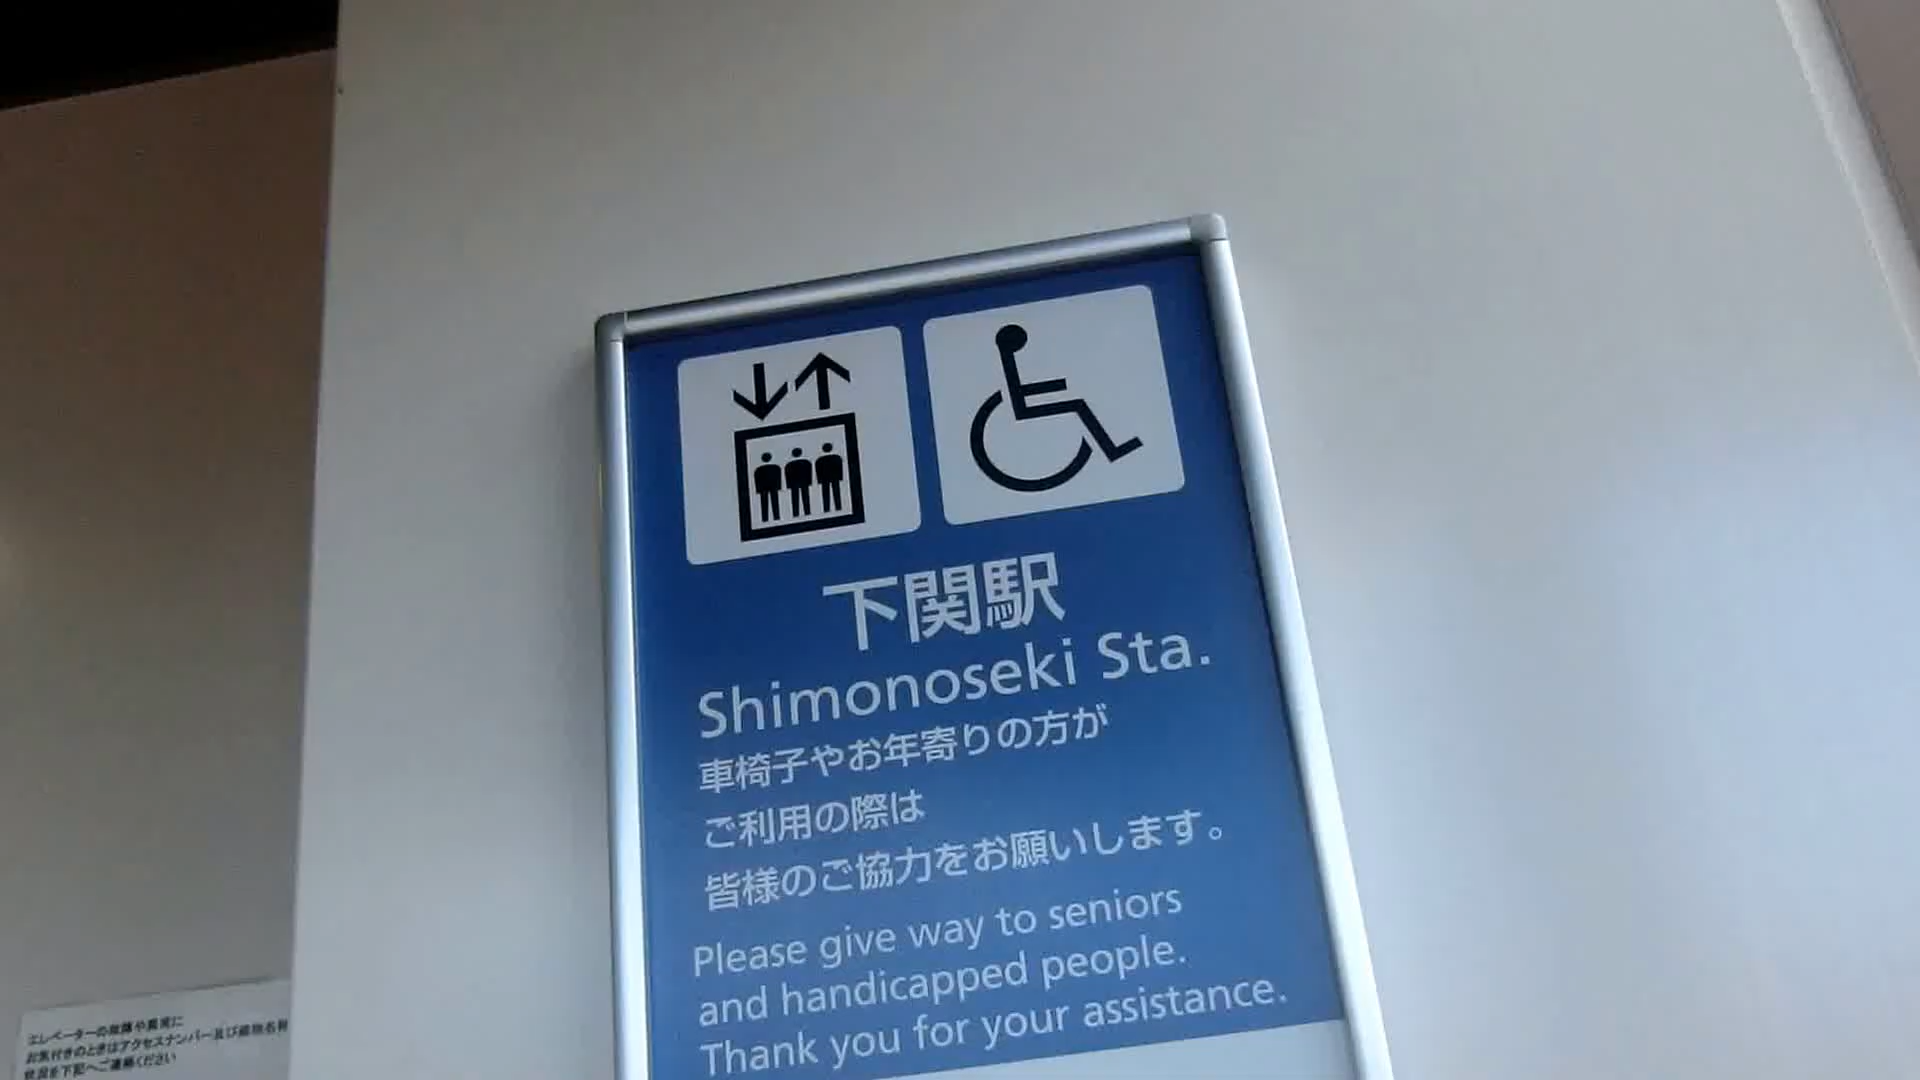 下関駅
Shimonoseki Sta.
車椅子やお年寄りの方が
ご利用の際は
皆様のご協力をお願いします。
Please give way to seniors
and handicapped people.
Thank you for your assistance.
エレベーターの故障や異常に
お気付きのときはアクセスナンバー及び建物名称
状況を下記へご連絡ください